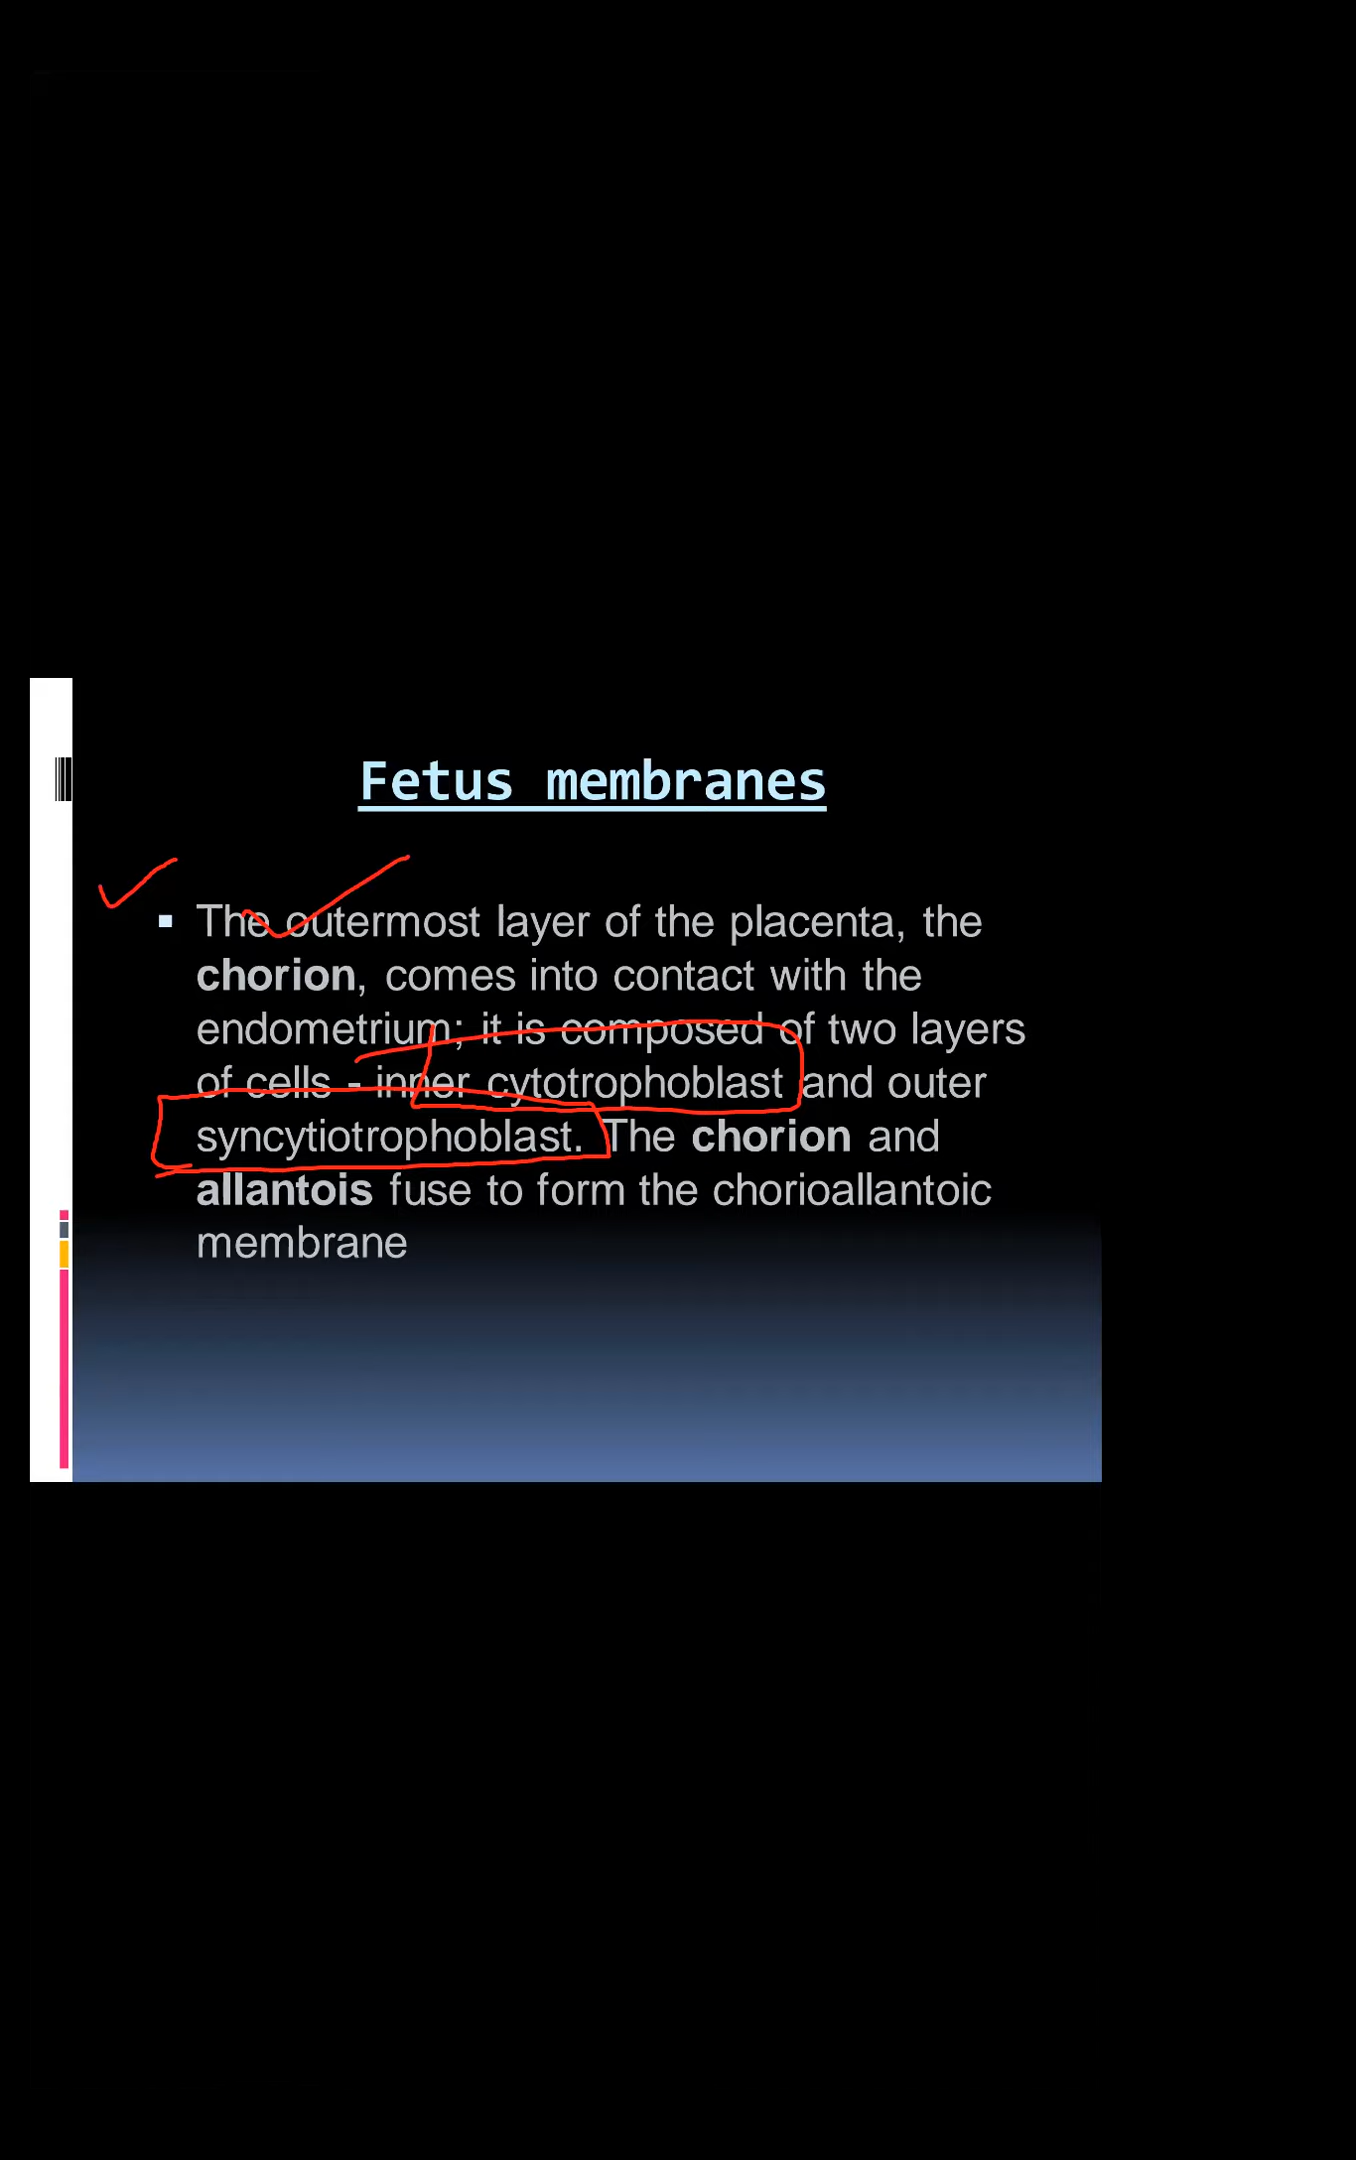 Fetus membranes
▪ The outermost layer of the placenta, the
chorion, comes into contact with the
endometrium; it is composed of two layers
of cells - inner cytotrophoblast and outer
syncytiotrophoblast. The chorion and
allantois fuse to form the chorioallantoic
membrane